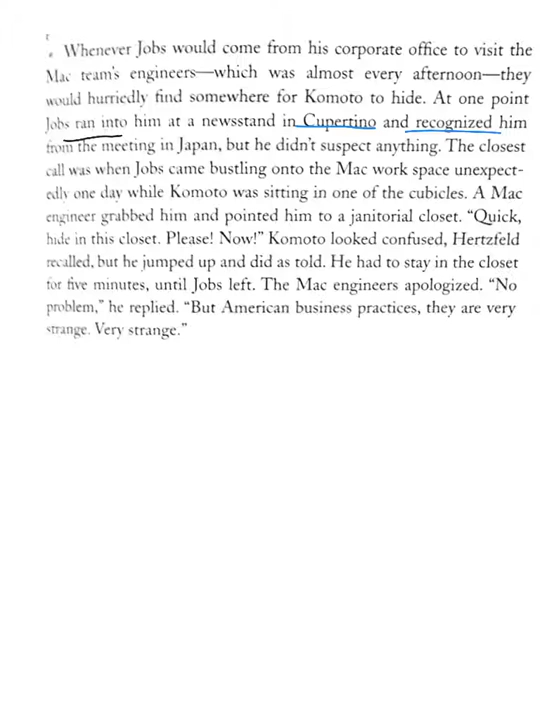 Whenever Jobs would come from his corporate office to visit the
Mac team's engineers—which was almost every afternoon—they
would hurriedly find somewhere for Komoto to hide. At one point
Jobs ran into him at a newsstand in Cupertino and recognized him
from the meeting in Japan, but he didn't suspect anything. The closest
call was when Jobs came bustling onto the Mac work space unexpect-
edly one day while Komoto was sitting in one of the cubicles. A Mac
engineer grabbed him and pointed him to a janitorial closet. “Quick,
hide in this closet. Please! Now!” Komoto looked confused, Hertzfeld
recalled, but he jumped up and did as told. He had to stay in the closet
for five minutes, until Jobs left. The Mac engineers apologized. “No
problem,” he replied. “But American business practices, they are very
strange. Very strange.”